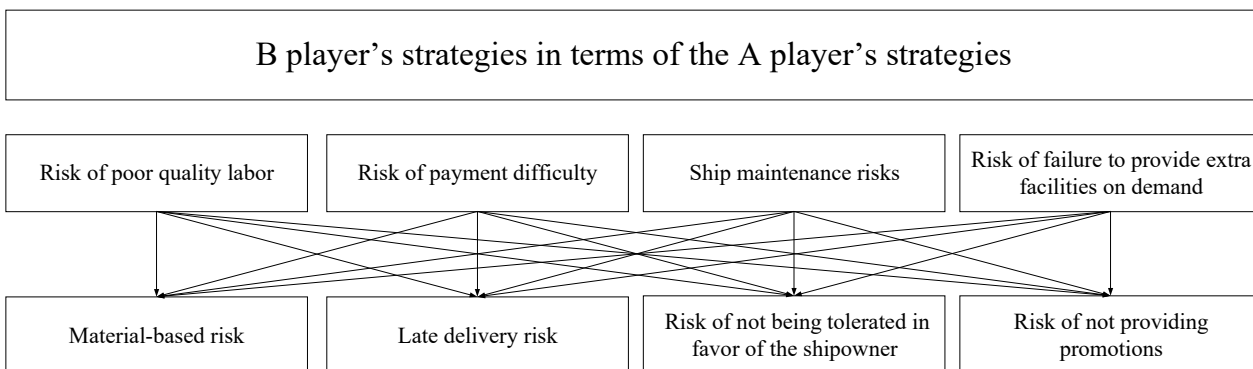 B player’s strategies in terms of the A player’s strategies
Risk of poor quality labor
Risk of payment difficulty
Ship maintenance risks
Risk of failure to provide extra
facilities on demand
Material-based risk
Late delivery risk
Risk of not being tolerated in
favor of the shipowner
Risk of not providing
promotions